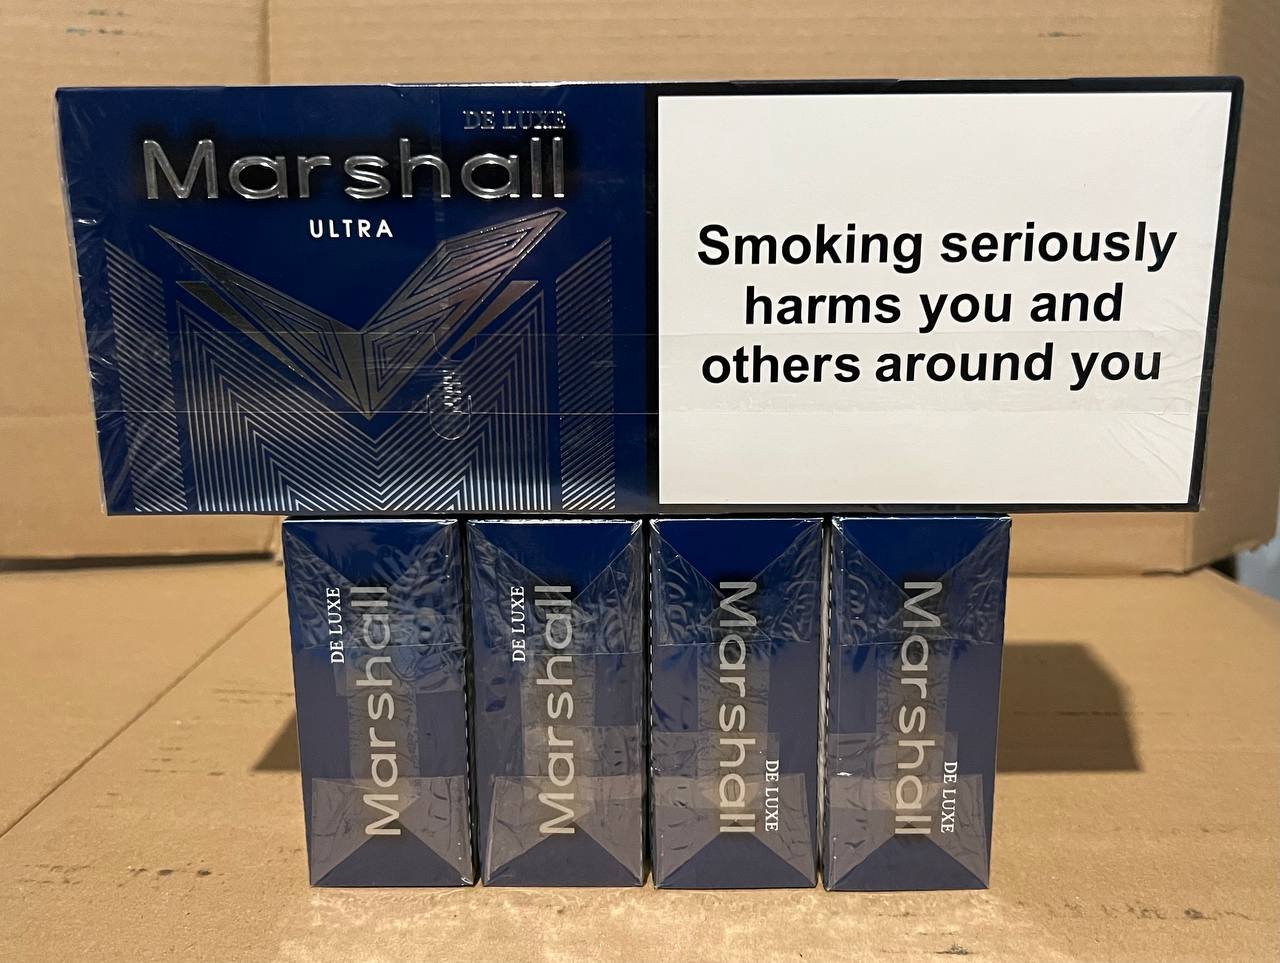 DE LUXE
Marshall
ULTRA
Smoking seriously
harms you and
others around you
DE LUXE
Marshall
DE LUXE
Marshall
Marshall
DE LUXE
Marshall
DE LUXE